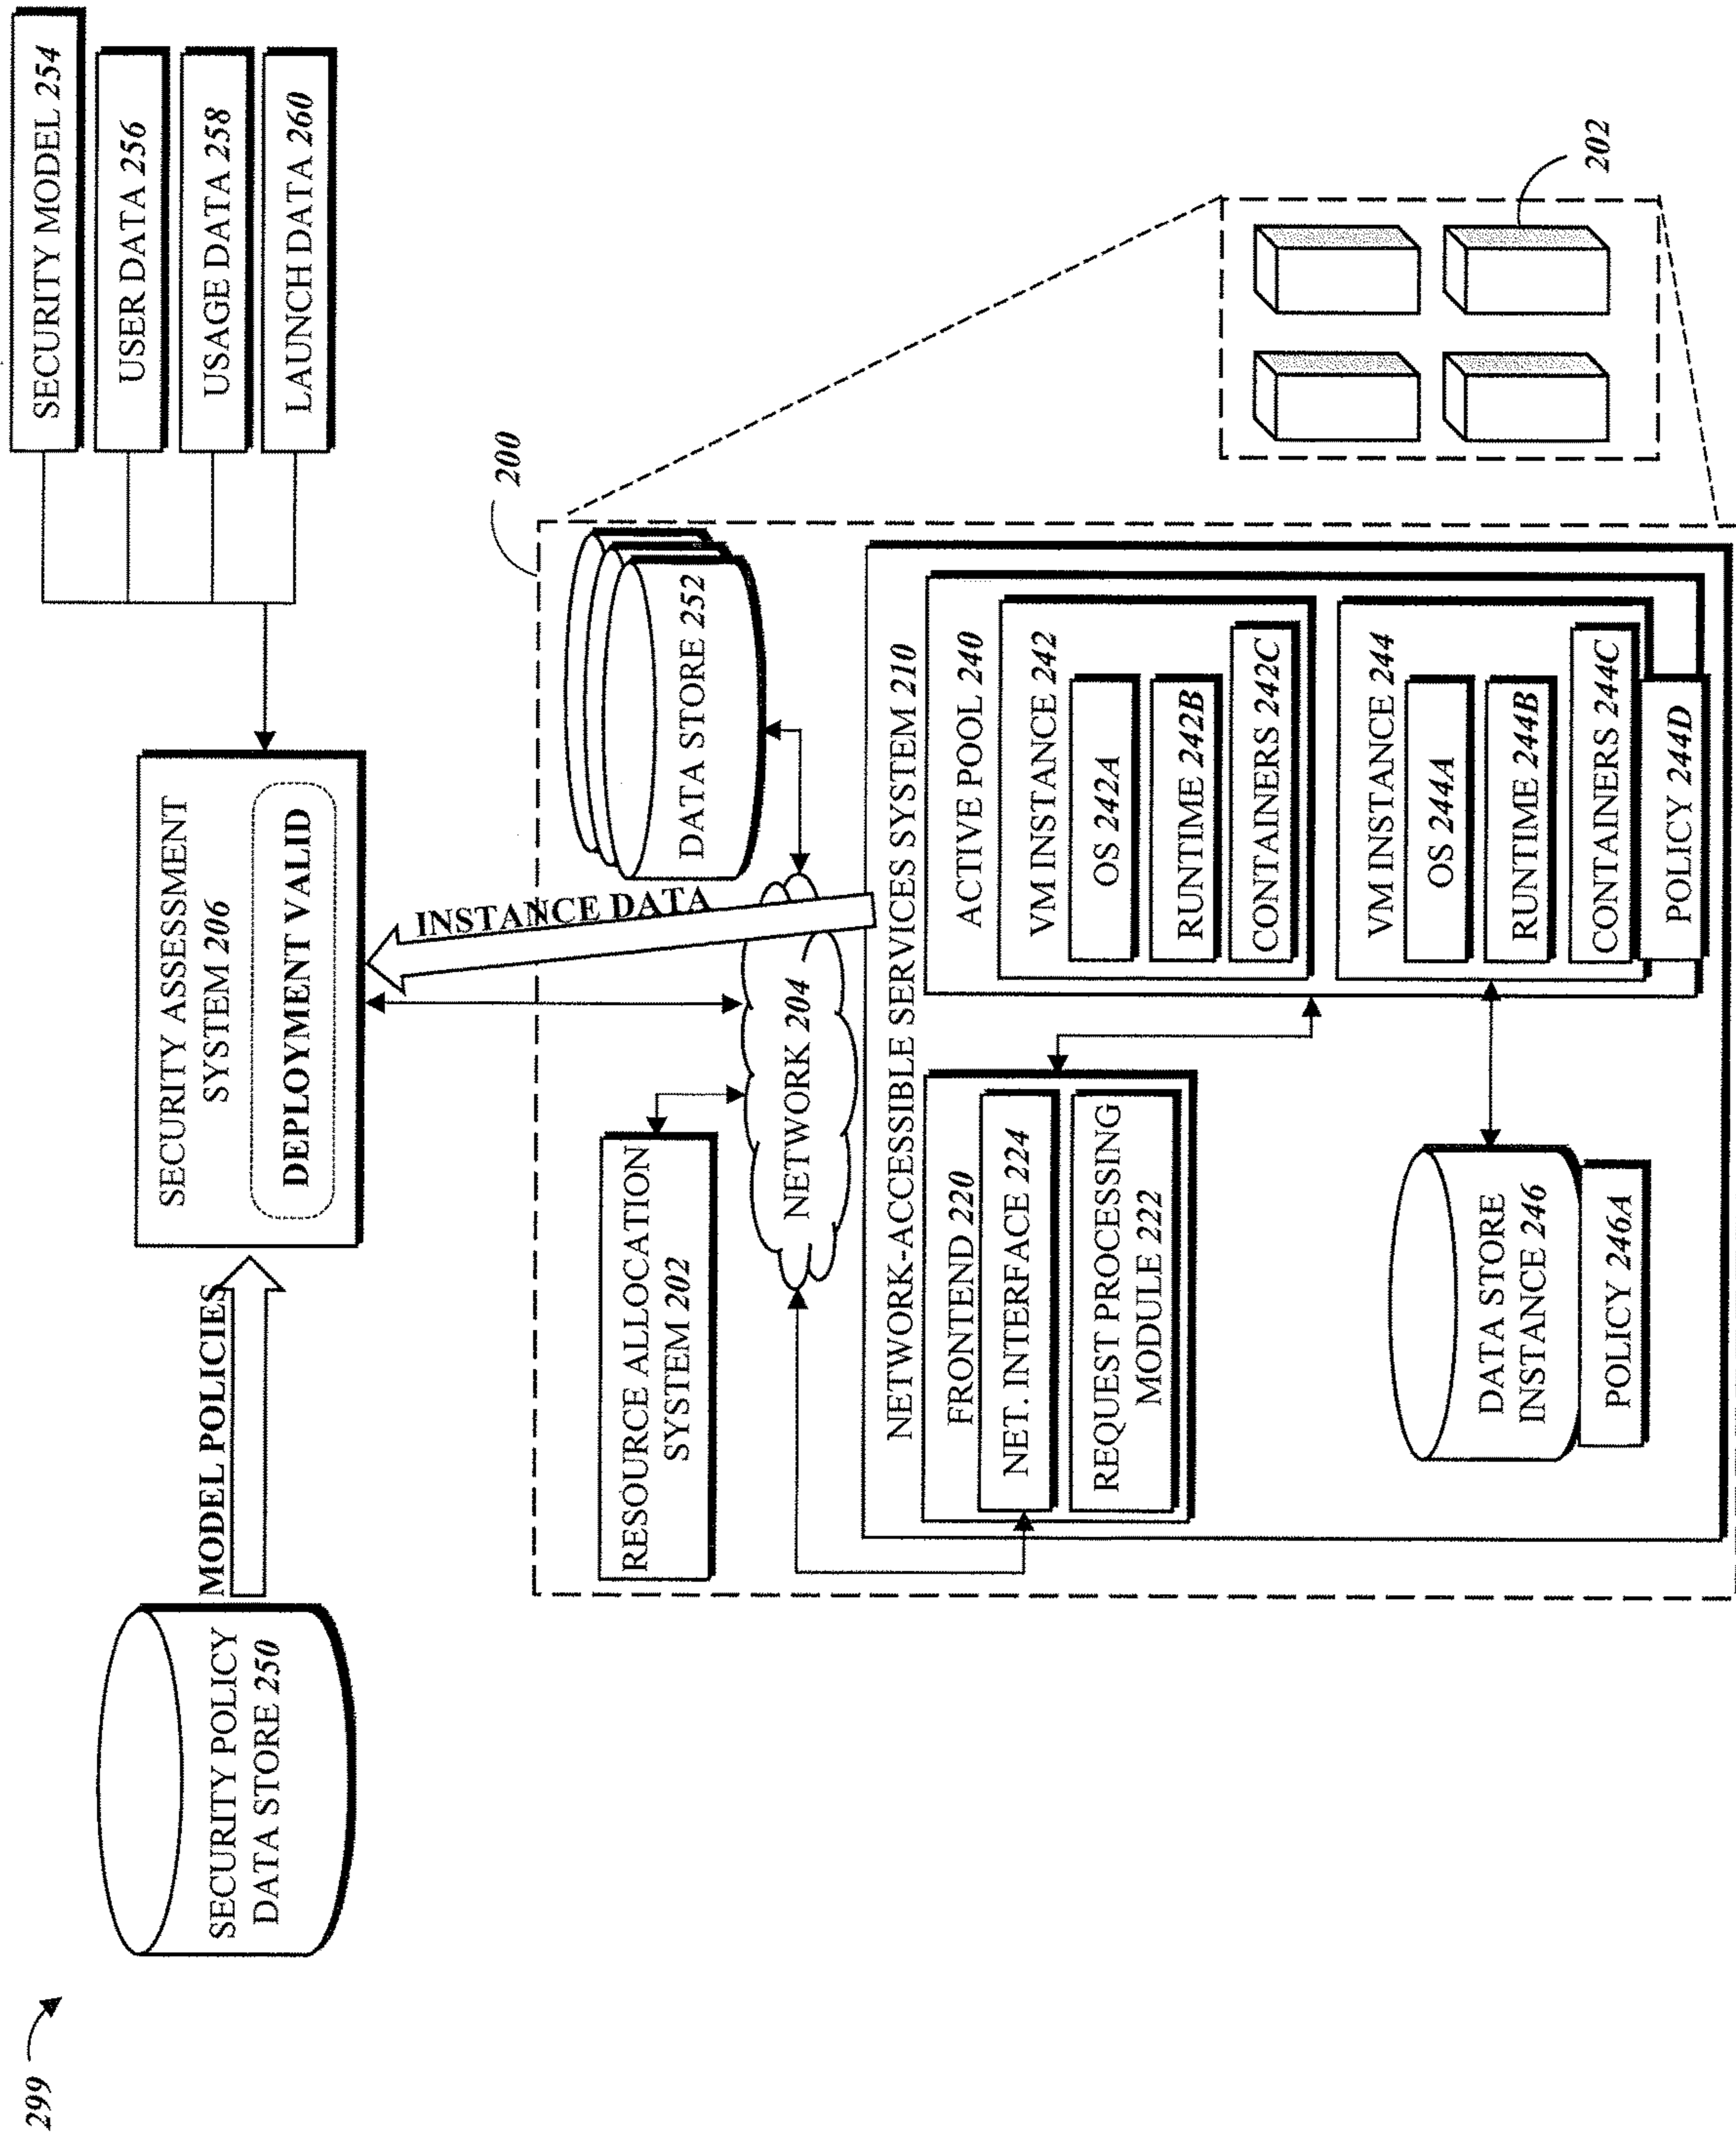 299
SECURITY POLICY
DATA STORE 250
MODEL POLICIES
SECURITY ASSESSMENT
SYSTEM 206
DEPLOYMENT VALID
SECURITY MODEL 254
USER DATA 256
USAGE DATA 258
LAUNCH DATA 260
INSTANCE DATA
200
RESOURCE ALLOCATION
SYSTEM 202
NETWORK 204
DATA STORE 252
NETWORK-ACCESSIBLE SERVICES SYSTEM 210
FRONTEND 220
NET. INTERFACE 224
REQUEST PROCESSING
MODULE 222
ACTIVE POOL 240
VM INSTANCE 242
OS 242A
RUNTIME 242B
CONTAINERS 242C
VM INSTANCE 244
OS 244A
RUNTIME 244B
CONTAINERS 244C
POLICY 244D
DATA STORE
INSTANCE 246
POLICY 246A
202